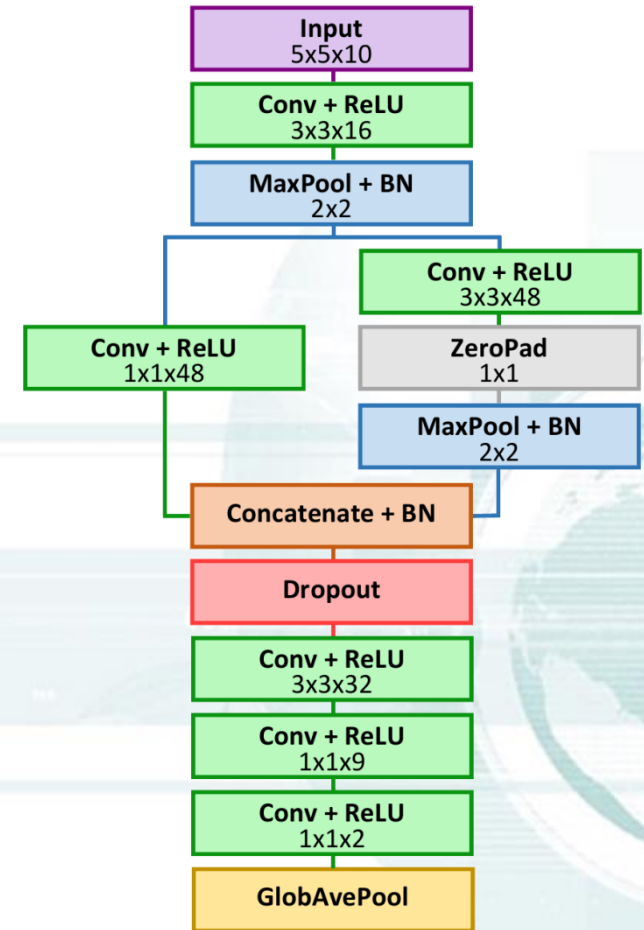 Input
5x5x10
Conv + ReLU
3x3x16
MaxPool + BN
2x2
Conv + ReLU
1x1x48
Conv + ReLU
3x3x48
ZeroPad
1x1
MaxPool + BN
2x2
Concatenate + BN
Dropout
Conv + ReLU
3x3x32
Conv + ReLU
1x1x9
Conv + ReLU
1x1x2
GlobAvePool